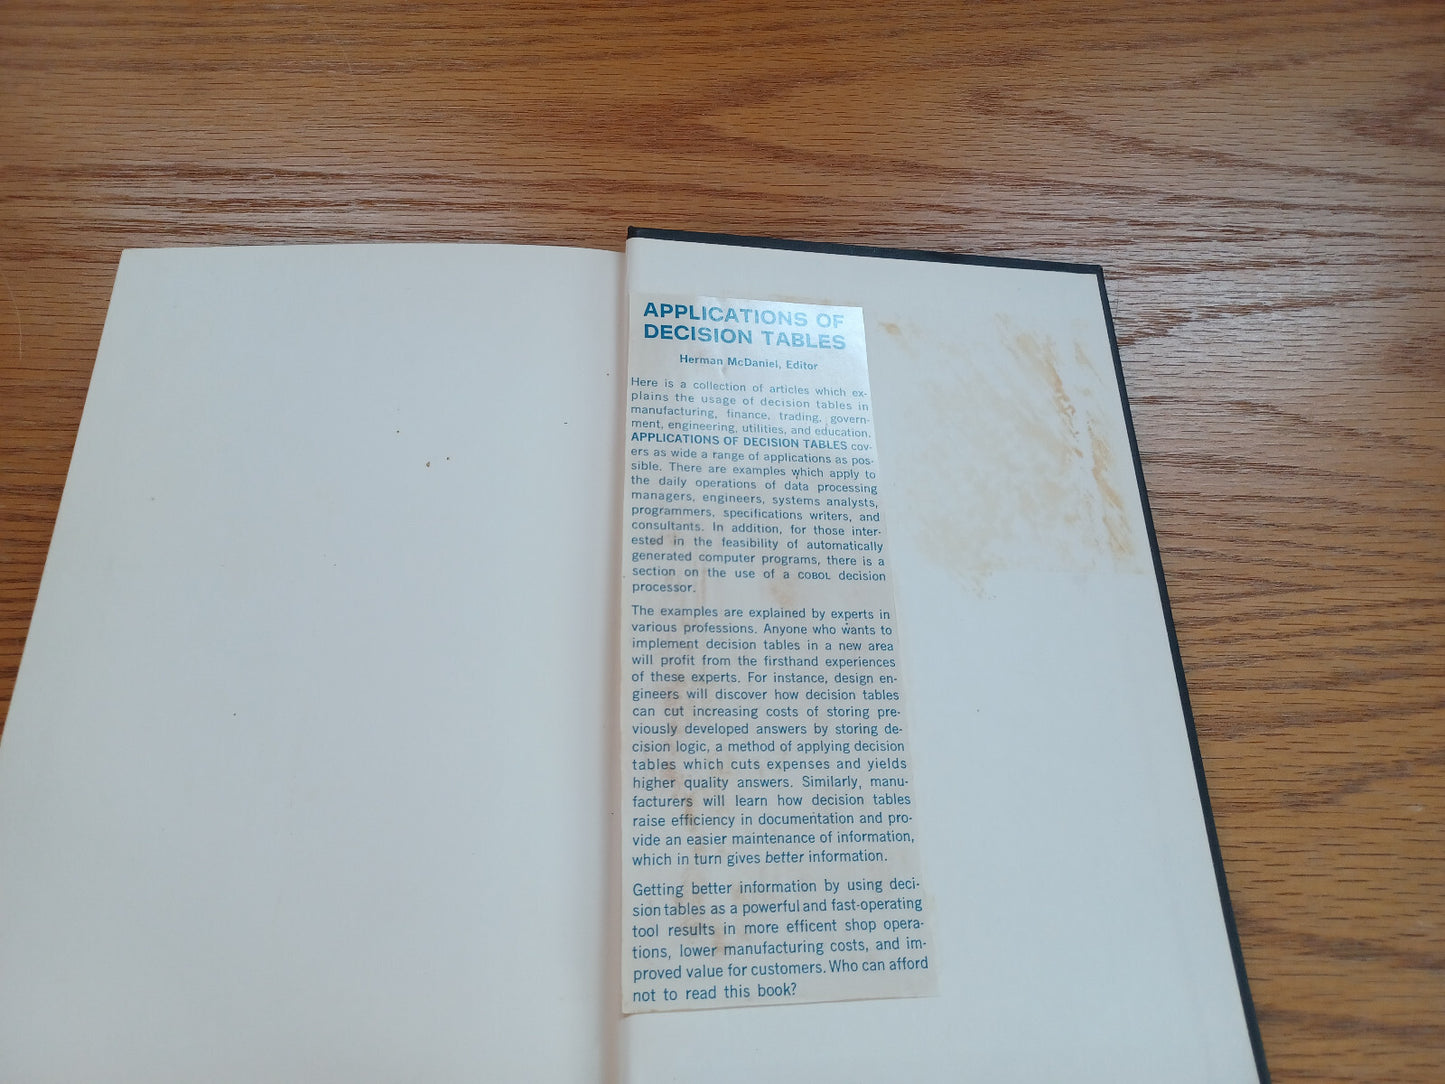 APPLICATIONS OF
DECISION TABLES
Herman McDaniel, Editor
Here is a collection of articles which ex-
plains the usage of decision tables in
manufacturing, finance, trading, govern-
ment, engineering, utilities, and education.
APPLICATIONS OF DECISION TABLES cov-
ers as wide a range of applications as pos-
sible. There are examples which apply to
the daily operations of data processing
managers, engineers, systems analysts,
programmers, specifications writers, and
consultants. In addition, for those inter-
ested in the feasibility of automatically
generated computer programs, there is a
section on the use of a COBOL decision
processor.
The examples are explained by experts in
various professions. Anyone who wants to
implement decision tables in a new area
will profit from the firsthand experiences
of these experts. For instance, design en-
gineers will discover how decision tables
can cut increasing costs of storing pre-
viously developed answers by storing de-
cision logic, a method of applying decision
tables which cuts expenses and yields
higher quality answers. Similarly, manu-
facturers will learn how decision tables
raise efficiency in documentation and pro-
vide an easier maintenance of information,
which in turn gives better information.
Getting better information by using deci-
sion tables as a powerful and fast-operating
tool results in more efficent shop opera-
tions, lower manufacturing costs, and im-
proved value for customers. Who can afford
not to read this book?